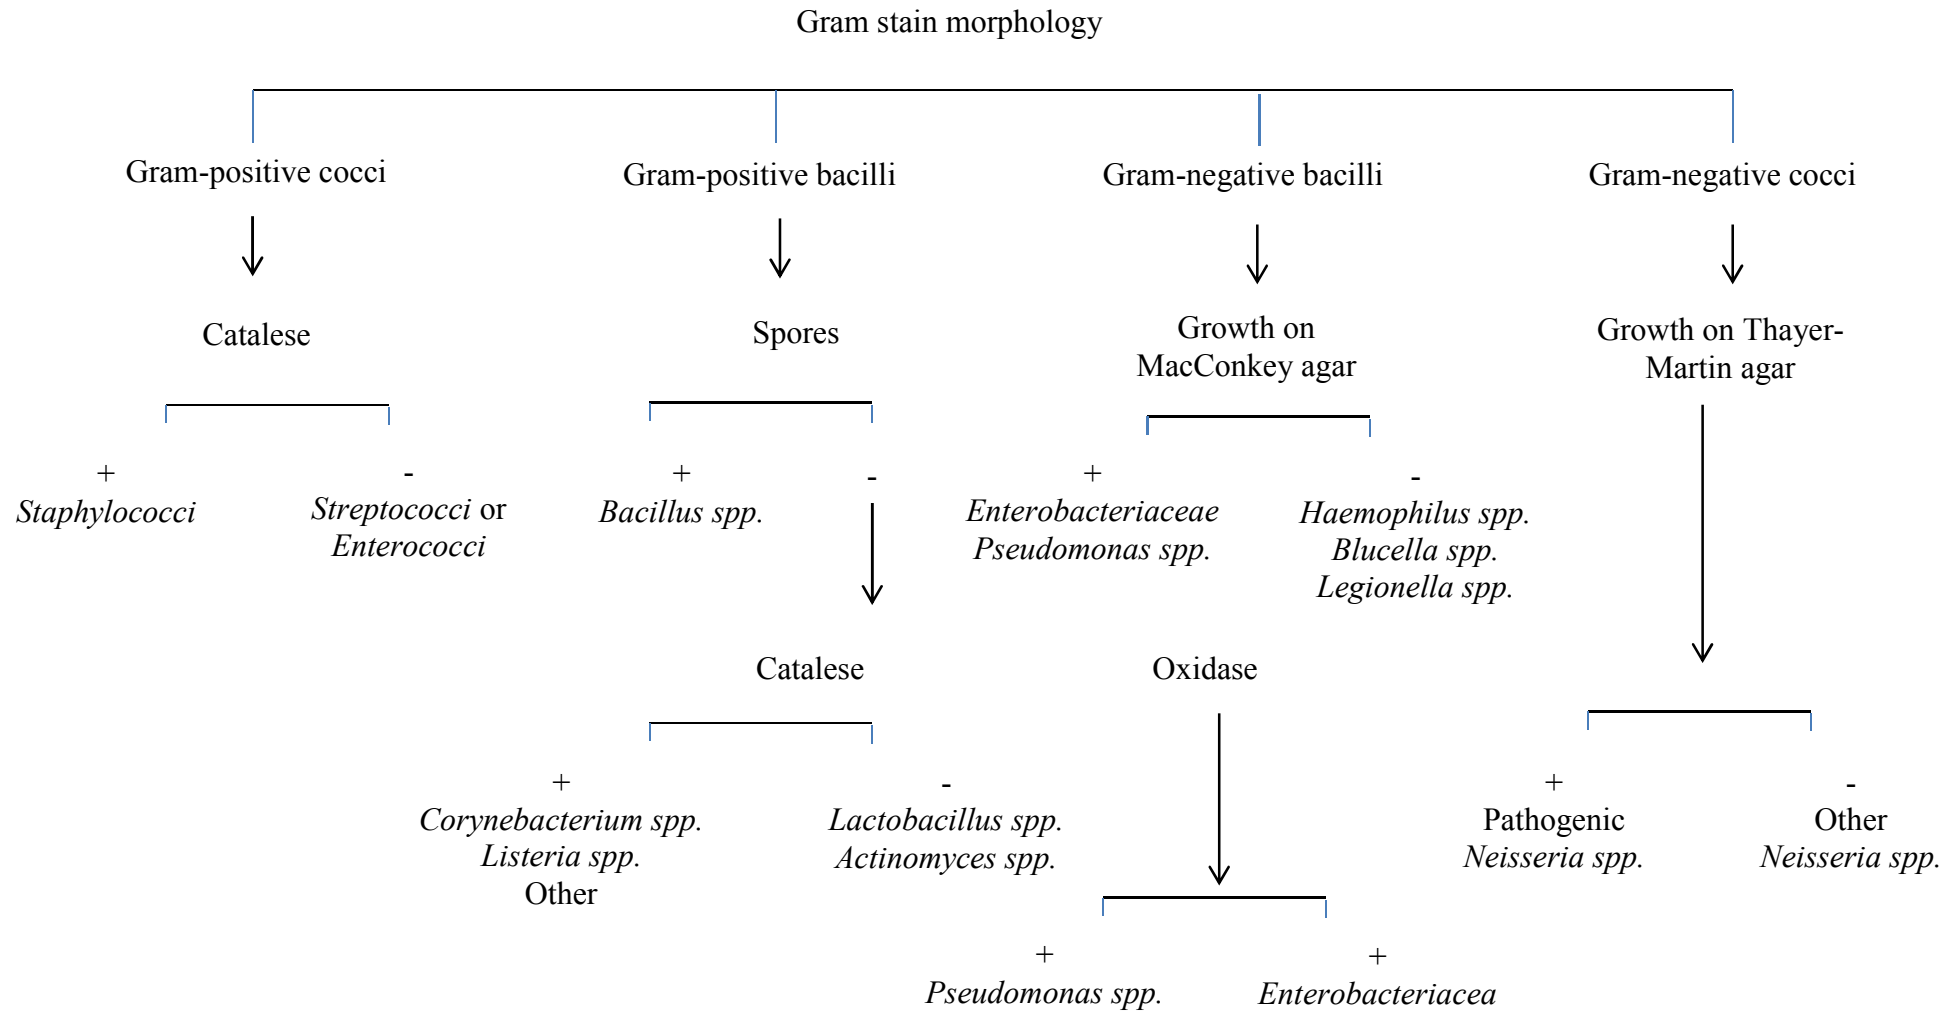 Gram stain morphology
Gram-positive cocci
Gram-positive bacilli
Gram-negative bacilli
Gram-negative cocci
Catalese
Spores
Growth on
MacConkey agar
Growth on Thayer-
Martin agar
+
Staphylococci
-
Streptococci or
Enterococci
+
Bacillus spp.
-
+
Enterobacteriaceae
Pseudomonas spp.
-
Haemophilus spp.
Blucella spp.
Legionella spp.
Catalese
Oxidase
+
Corynebacterium spp.
Listeria spp.
Other
-
Lactobacillus spp.
Actinomyces spp.
+
Pathogenic
Neisseria spp.
-
Other
Neisseria spp.
+
Pseudomonas spp.
+
Enterobacteriacea